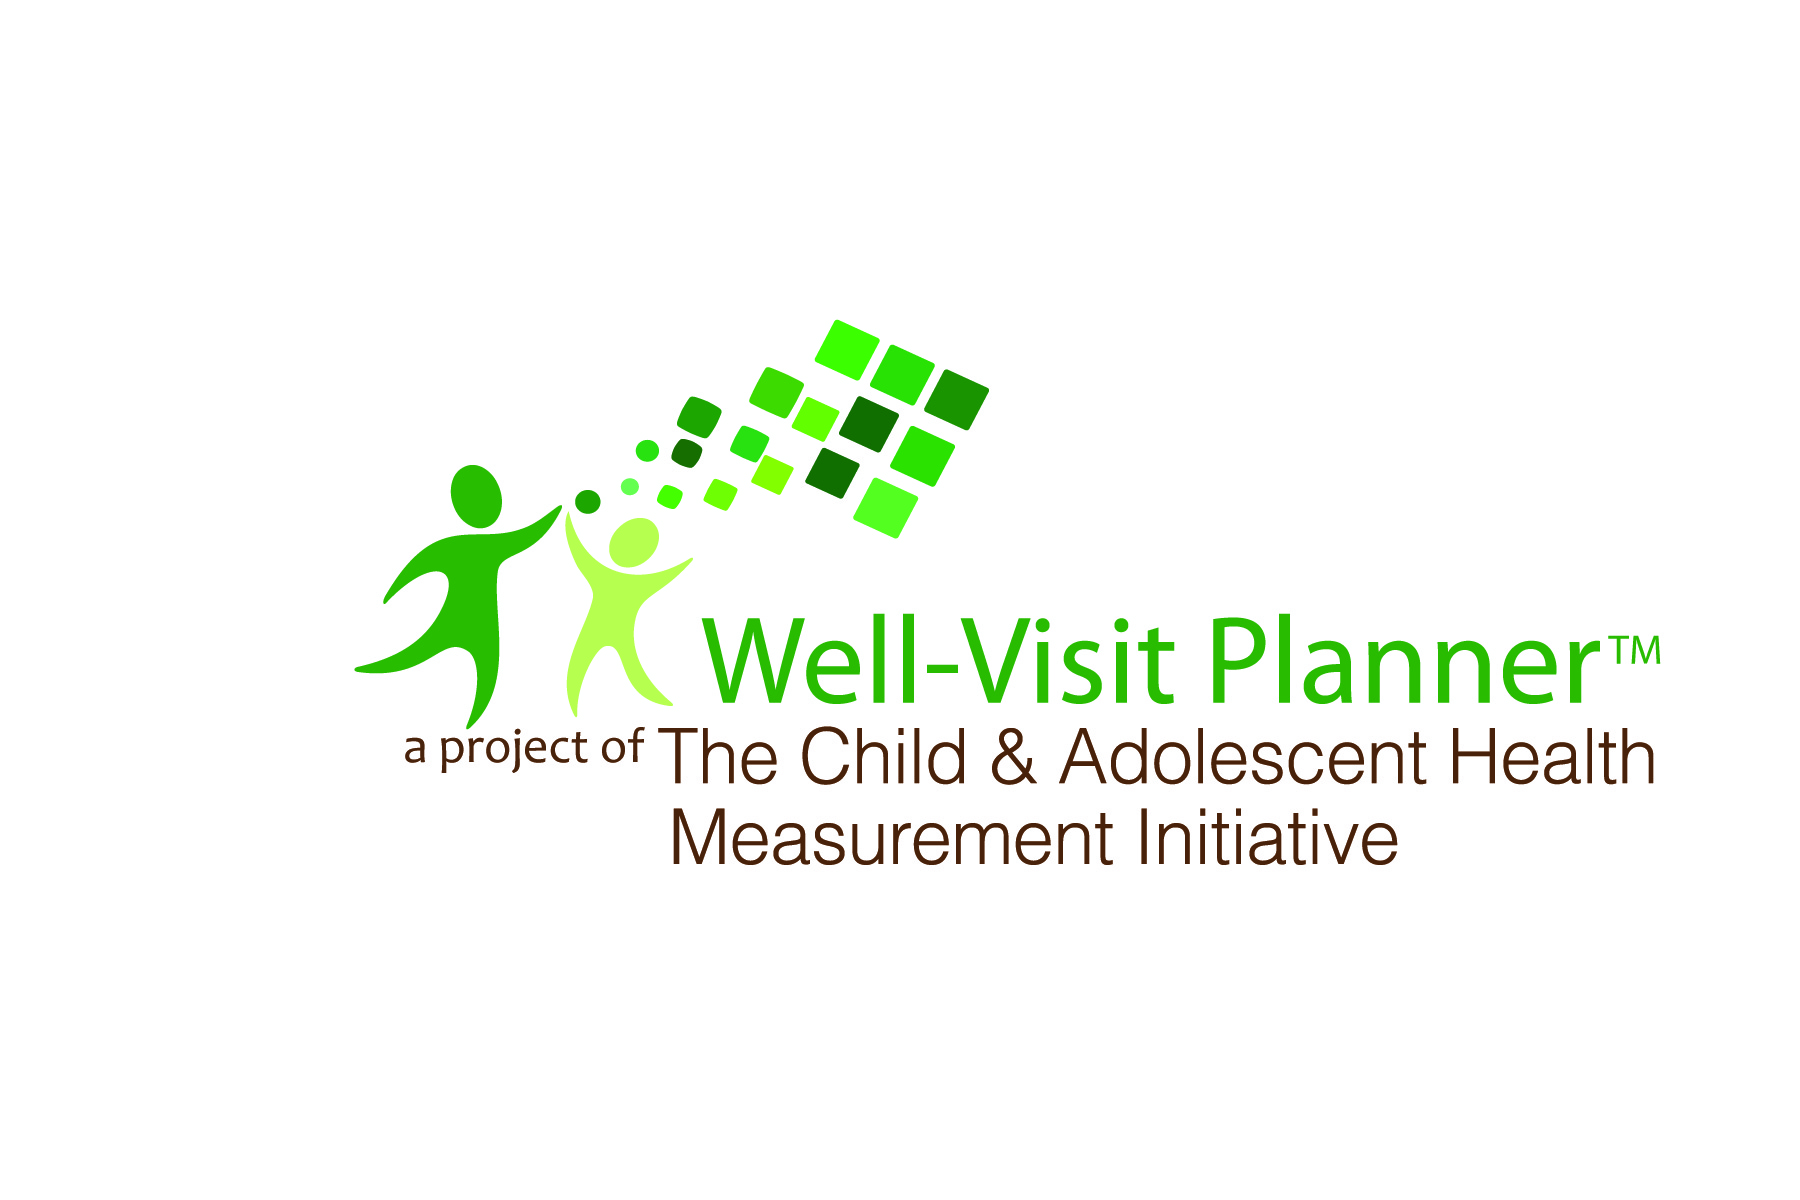 Well-Visit Planner™
a project of The Child & Adolescent Health
Measurement Initiative